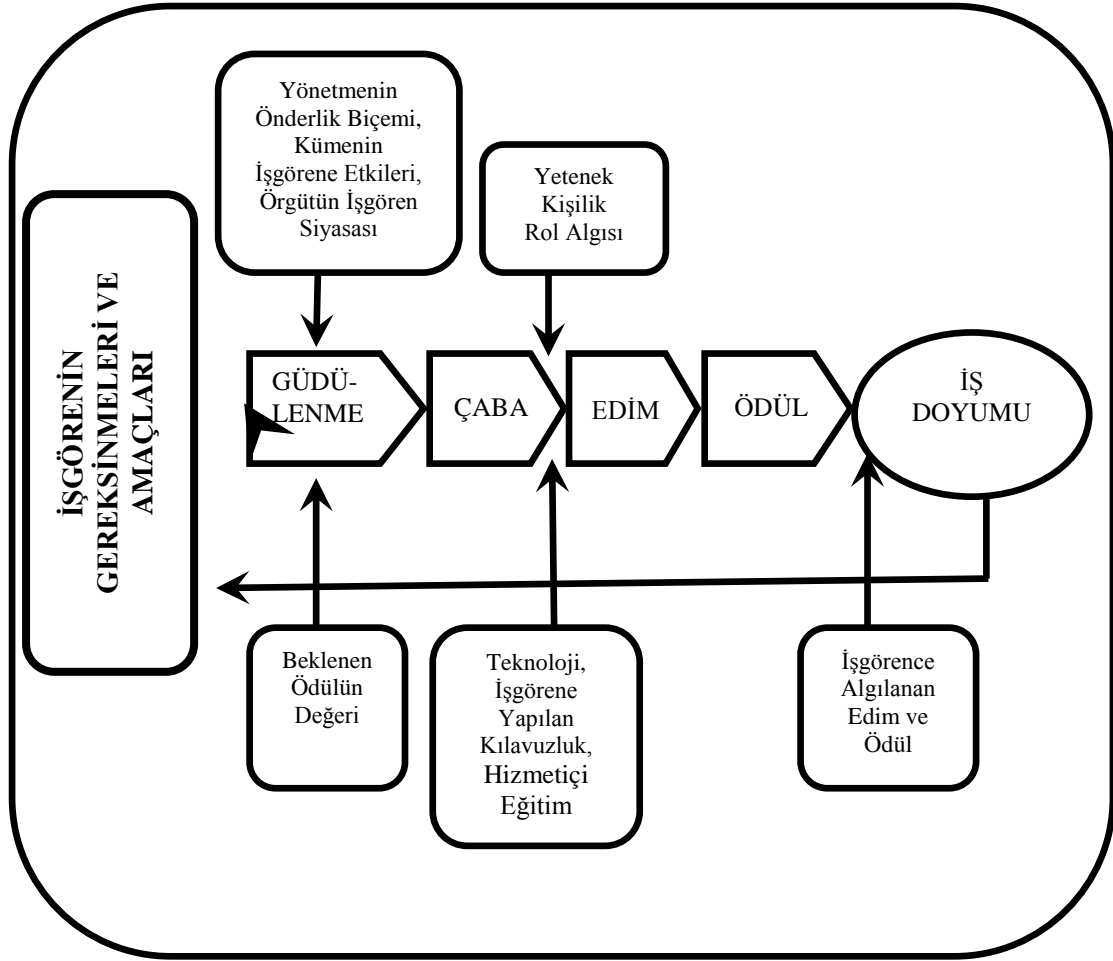 Yönetmenin
Önderlik Biçemi,
Kümenin
İşgörene Etkileri,
Örgütün İşgören
Siyasası
Yetenek
Kişilik
Rol Algısı
İŞGÖRENİN
GEREKSİNMELERİ VE
AMAÇLARI
GÜDÜ-
LENME
ÇABA
EDİM
ÖDÜL
İŞ
DOYUMU
Beklenen
Ödülün
Değeri
Teknoloji,
İşgörene
Yapılan
Kılavuzluk,
Hizmetiçi
Eğitim
İşgörence
Algılanan
Edim ve
Ödül